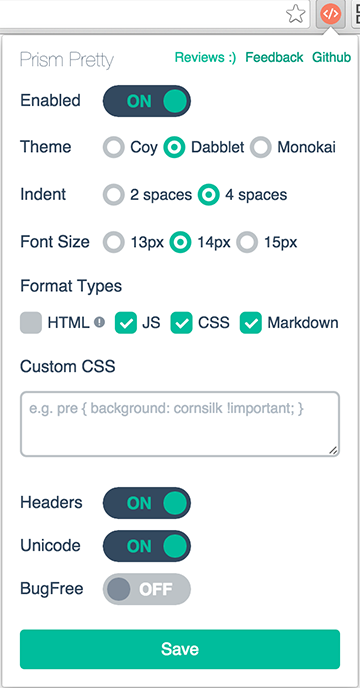 Prism Pretty Reviews :) Feedback Github
Enabled ON
Theme Coy Dabblet Monokai
Indent 2 spaces 4 spaces
Font Size 13px 14px 15px
Format Types
HTML JS CSS Markdown
Custom CSS
e.g. pre { background: cornsilk !important; }
Headers ON
Unicode ON
BugFree OFF
Save